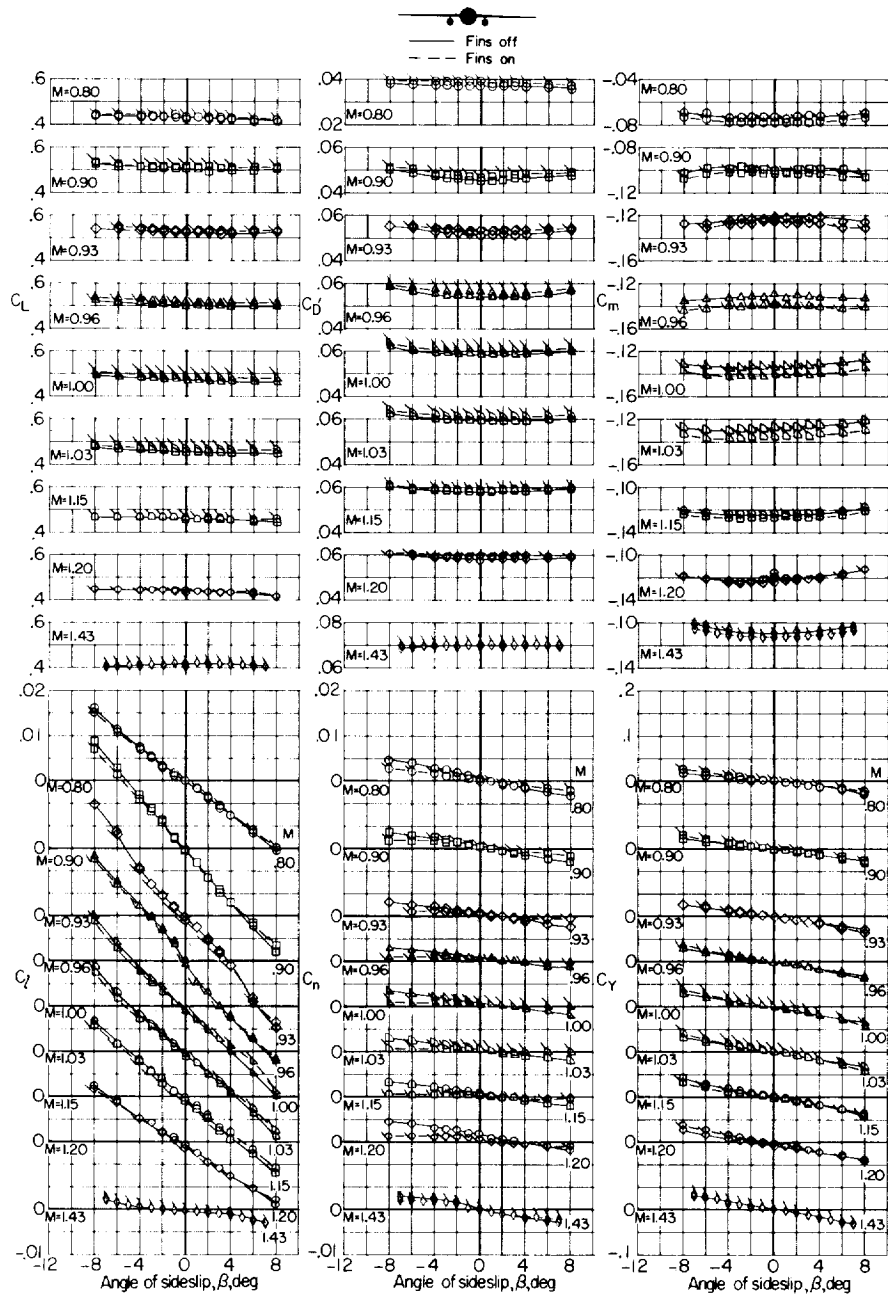 Fins off
Fins on
.6 M=0.80 .4
.6 .4 M=0.90
.6 .4 M=0.93
C_L .6 .4 M=0.96
.6 .4 M=1.00
.6 .4 M=1.03
.6 M=1.15 .4
.6 M=1.20 .4
.6 M=1.43 .4
.04 .02 M=0.80
.06 .04 M=0.90
.06 .04 M=0.93
C_D' .06 .04 M=0.96
.06 .04 M=1.00
.06 .04 M=1.03
.06 .04 M=1.15
.06 .04 M=1.20
.08 M=1.43 .06
-.04 M=0.80 -.08
-.08 M=0.90 -.12
-.12 M=0.93 -.16
C_m -.12 M=0.96 -.16
-.12 -.16 M=1.00
-.12 -.16 M=1.03
-.10 -.14 M=1.15
-.10 -.14 M=1.20
-.10 -.14 M=1.43
.02
.01
0 M=0.80
0 M .80
M=0.90
0 M=0.93
C_l 0 M=0.96 .90
0 M=1.00 .93
0 M=1.03 .96
0 M=1.15 1.00
0 M=1.20 1.03
1.15
0 M=1.43 1.20
1.43
-.01
-12 -8 -4 0 4 8
Angle of sideslip, β, deg
.02
.01
M
0 M=0.80 .80
0 M=0.90 .90
0 M=0.93 .93
C_n 0 M=0.96 .96
0 M=1.00 1.00
0 M=1.03 1.03
0 M=1.15 1.15
0 M=1.20 1.20
0 M=1.43 1.43
-.01
-12 -8 -4 0 4 8
Angle of sideslip, β, deg
.2
.1
M
0 M=0.80 .80
0 M=0.90 .90
0 M=0.93 .93
C_Y 0 M=0.96 .96
0 M=1.00 1.00
0 M=1.03 1.03
0 M=1.15 1.15
0 M=1.20 1.20
0 M=1.43 1.43
-.1
-12 -8 -4 0 4 8
Angle of sideslip, β, deg